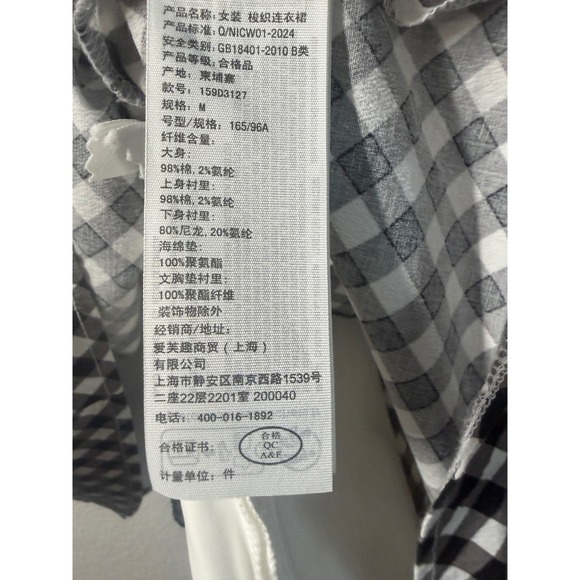 产品名称: 女装 梭织连衣裙
产品标准: Q/NICW01-2024
安全类别: GB18401-2010 B类
产品等级: 合格品
产地: 柬埔寨
款号: 159D3127
规格: M
号型/规格: 165/96A
纤维含量:
大身:
98%棉, 2%氨纶
上身衬里:
98%棉, 2%氨纶
下身衬里:
80%尼龙, 20%氨纶
海绵垫:
100%聚氨酯
文胸垫衬里:
100%聚酯纤维
装饰物除外
经销商/地址:
爱芙趣商贸（上海）
有限公司
上海市静安区南京西路1539号
二座22层2201室 200040
电话: 400-016-1892
合格证书: 合格
QC
A&F
计量单位: 件